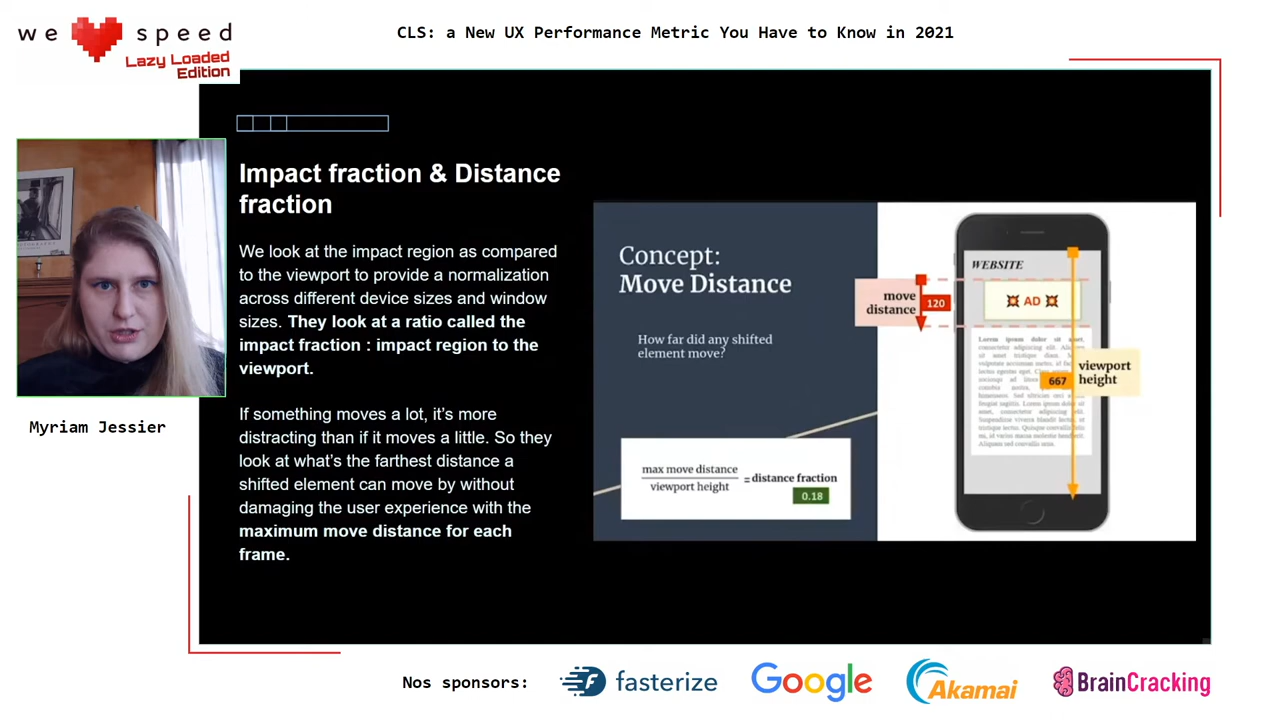 we speed
Lazy Loaded
Edition
CLS: a New UX Performance Metric You Have to Know in 2021
Impact fraction & Distance
fraction
We look at the impact region as compared
to the viewport to provide a normalization
across different device sizes and window
sizes. They look at a ratio called the
impact fraction : impact region to the
viewport.
If something moves a lot, it’s more
distracting than if it moves a little. So they
look at what’s the farthest distance a
shifted element can move by without
damaging the user experience with the
maximum move distance for each
frame.
Myriam Jessier
Concept:
Move Distance
How far did any shifted
element move?
max move distance
viewport height
= distance fraction
0.18
WEBSITE
AD
move
distance
120
viewport
height
667
Lorem ipsum dolor sit amet,
Nos sponsors:
fasterize
Google
Akamai
BrainCracking